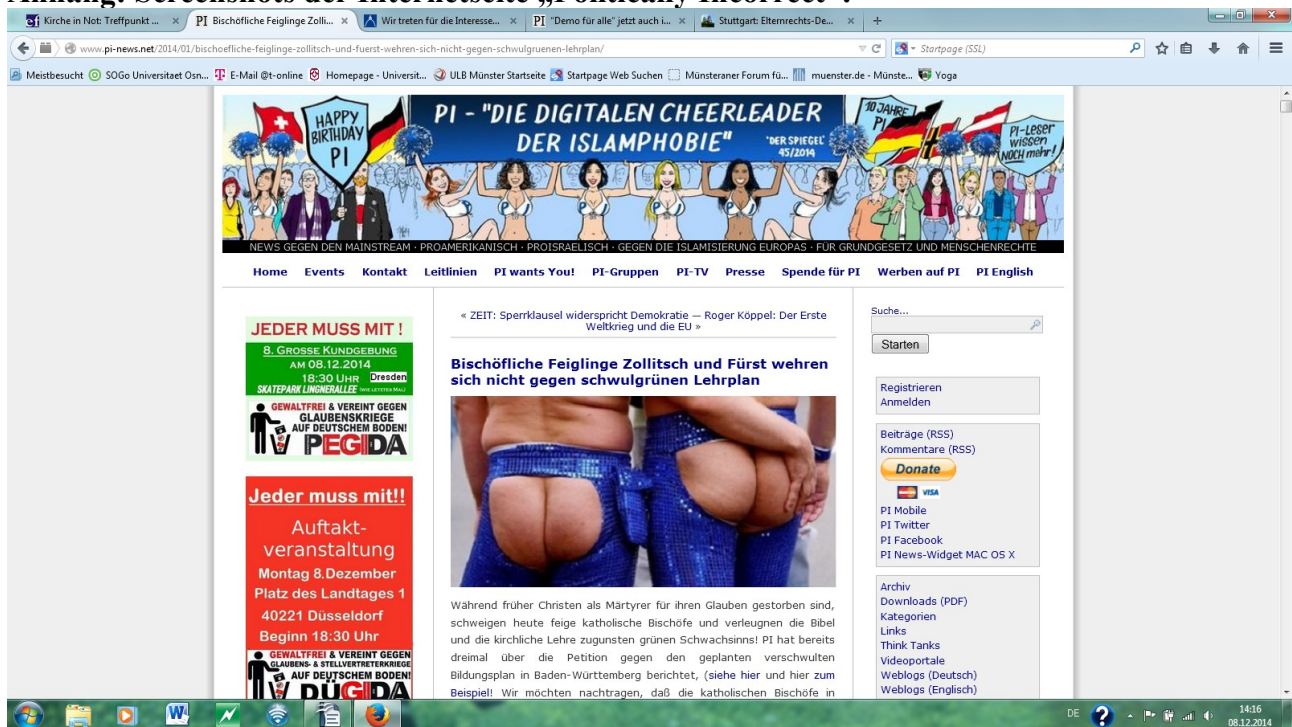 Anhang: Screenshots der Internetseite „Politically Incorrect“:
Kirche in Not: Treffpunkt ...
PI Bischöfliche Feiglinge Zolli...
Wir treten für die Interesse...
PI "Demo für alle" jetzt auch i...
Stuttgart: Elternrechts-De...
www.pi-news.net/2014/01/bischoefliche-feiglinge-zollitsch-und-fuerst-wehren-sich-nicht-gegen-schwulgruenen-lehrplan/
Startpage (SSL)
Meistbesucht
SOGo Universitaet Osn...
E-Mail @t-online
Homepage - Universit...
ULB Münster Startseite
Startpage Web Suchen
Münsteraner Forum fü...
muenster.de - Münste...
Yoga
HAPPY
BIRTHDAY
PI
PI - "DIE DIGITALEN CHEERLEADER
DER ISLAMPHOBIE"
"DER SPIEGEL"
45/2014
10 JAHRE
PI
PI-Leser
wissen
NOCH mehr!
NEWS GEGEN DEN MAINSTREAM · PROAMERIKANISCH · PROISRAELISCH · GEGEN DIE ISLAMISIERUNG EUROPAS · FÜR GRUNDGESETZ UND MENSCHENRECHTE
Home Events Kontakt Leitlinien PI wants You! PI-Gruppen PI-TV Presse Spende für PI Werben auf PI PI English
JEDER MUSS MIT !
8. GROSSE KUNDGEBUNG
AM 08.12.2014
18:30 UHR Dresden
SKATEPARK LINGNERALLEE (WIE LETZTES MAL)
GEWALTFREI & VEREINT GEGEN
GLAUBENSKRIEGE
AUF DEUTSCHEM BODEN!
PEGIDA
Jeder muss mit!!
Auftakt-
veranstaltung
Montag 8.Dezember
Platz des Landtages 1
40221 Düsseldorf
Beginn 18:30 Uhr
GEWALTFREI & VEREINT GEGEN
GLAUBENS- & STELLVERTRETERKRIEGE
AUF DEUTSCHEM BODEN!
DÜGIDA
« ZEIT: Sperrklausel widerspricht Demokratie — Roger Köppel: Der Erste
Weltkrieg und die EU »
Bischöfliche Feiglinge Zollitsch und Fürst wehren
sich nicht gegen schwulgrünen Lehrplan
Während früher Christen als Märtyrer für ihren Glauben gestorben sind,
schweigen heute feige katholische Bischöfe und verleugnen die Bibel
und die kirchliche Lehre zugunsten grünen Schwachsinns! PI hat bereits
dreimal über die Petition gegen den geplanten verschwulten
Bildungsplan in Baden-Württemberg berichtet, (siehe hier und hier zum
Beispiel! Wir möchten nachtragen, daß die katholischen Bischöfe in
Suche...
Starten
Registrieren
Anmelden
Beiträge (RSS)
Kommentare (RSS)
Donate
VISA
PI Mobile
PI Twitter
PI Facebook
PI News-Widget MAC OS X
Archiv
Downloads (PDF)
Kategorien
Links
Think Tanks
Videoportale
Weblogs (Deutsch)
Weblogs (Englisch)
DE
14:16
08.12.2014